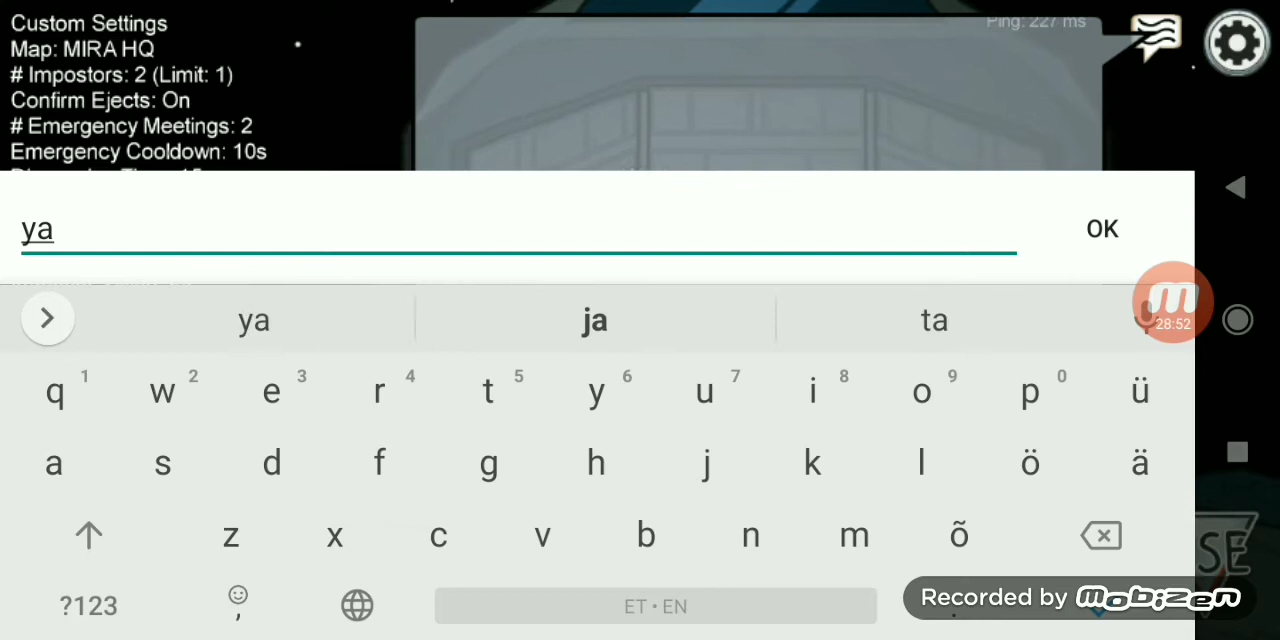 Custom Settings
Map: MIRA HQ
# Impostors: 2 (Limit: 1)
Confirm Ejects: On
# Emergency Meetings: 2
Emergency Cooldown: 10s
Ping: 227 ms
ya
OK
ya ja ta
28:52
q 1 w 2 e 3 r 4 t 5 y 6 u 7 i 8 o 9 p 0 ü
a s d f g h j k l ö ä
z x c v b n m õ
?123 , ET • EN .
Recorded by mobizen